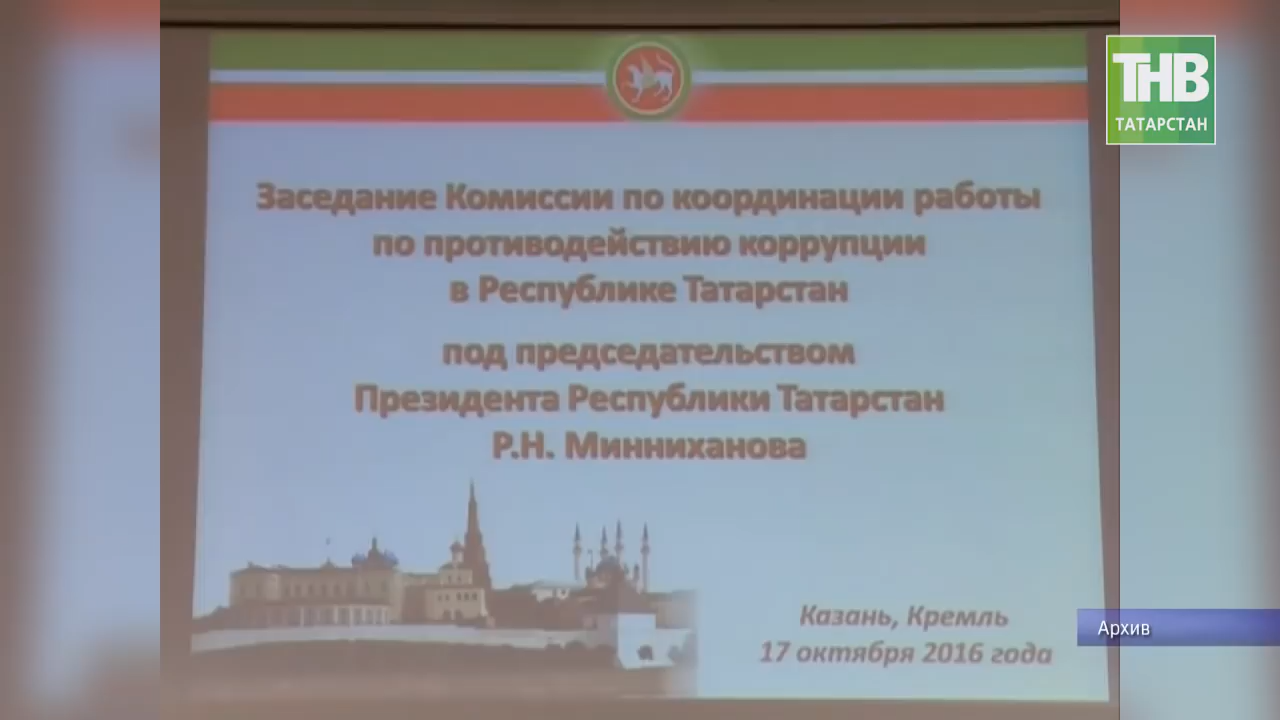 ТНВ
ТАТАРСТАН
Заседание Комиссии по координации работы
по противодействию коррупции
в Республике Татарстан
под председательством
Президента Республики Татарстан
Р.Н. Минниханова
Казань, Кремль
17 октября 2016 года
Архив